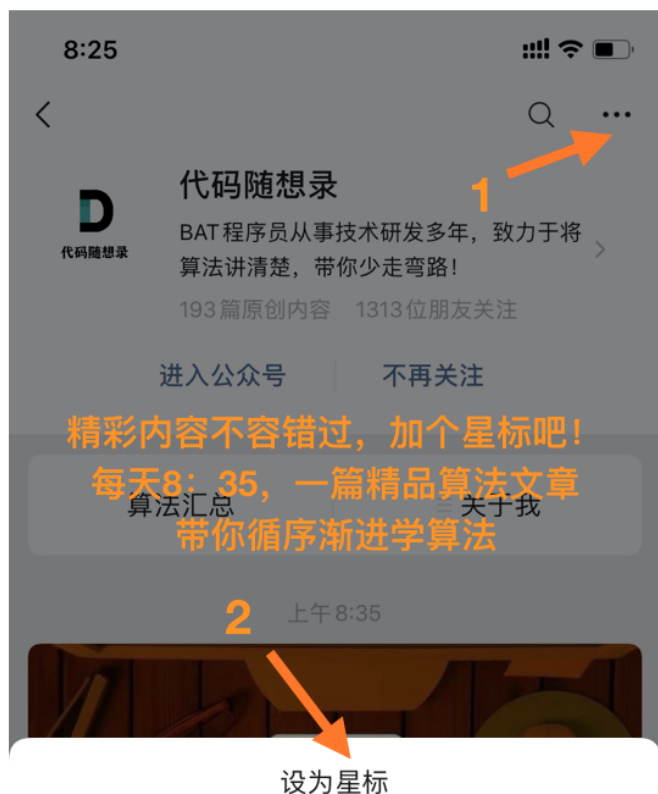 8:25
1
代码随想录
代码随想录
BAT程序员从事技术研发多年，致力于将
算法讲清楚，带你少走弯路！
193篇原创内容 1313位朋友关注
进入公众号 不再关注
精彩内容不容错过，加个星标吧！
每天8：35，一篇精品算法文章
算法汇总 关于我
带你循序渐进学算法
2
上午8:35
设为星标